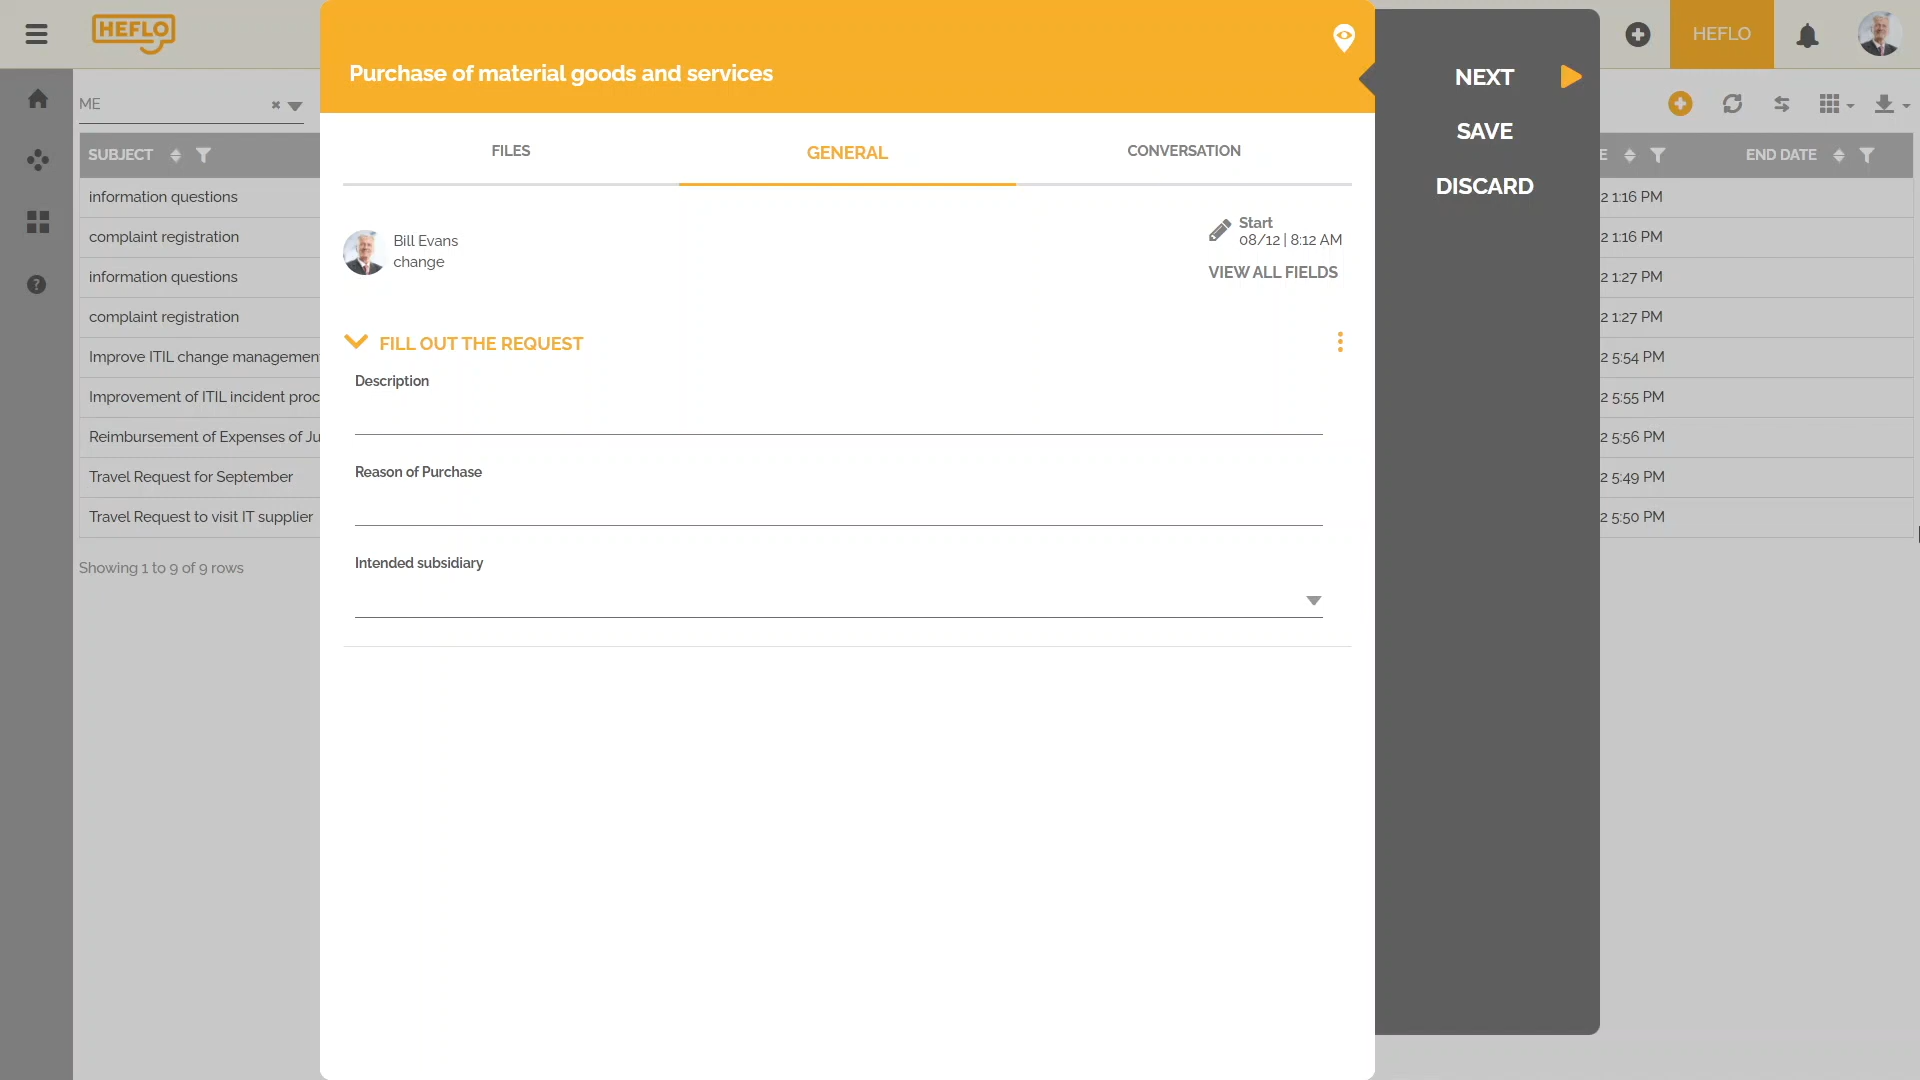 HEFLO
ME
SUBJECT
information questions
complaint registration
information questions
complaint registration
Improve ITIL change managemen
Improvement of ITIL incident proc
Reimbursement of Expenses of Ju
Travel Request for September
Travel Request to visit IT supplier
Showing 1 to 9 of 9 rows
Purchase of material goods and services
FILES
GENERAL
CONVERSATION
Bill Evans
change
Start
08/12 | 8:12 AM
VIEW ALL FIELDS
FILL OUT THE REQUEST
Description
Reason of Purchase
Intended subsidiary
NEXT
SAVE
DISCARD
HEFLO
E
END DATE
2 1:16 PM
2 1:16 PM
2 1:27 PM
2 1:27 PM
2 5:54 PM
2 5:55 PM
2 5:56 PM
2 5:49 PM
2 5:50 PM